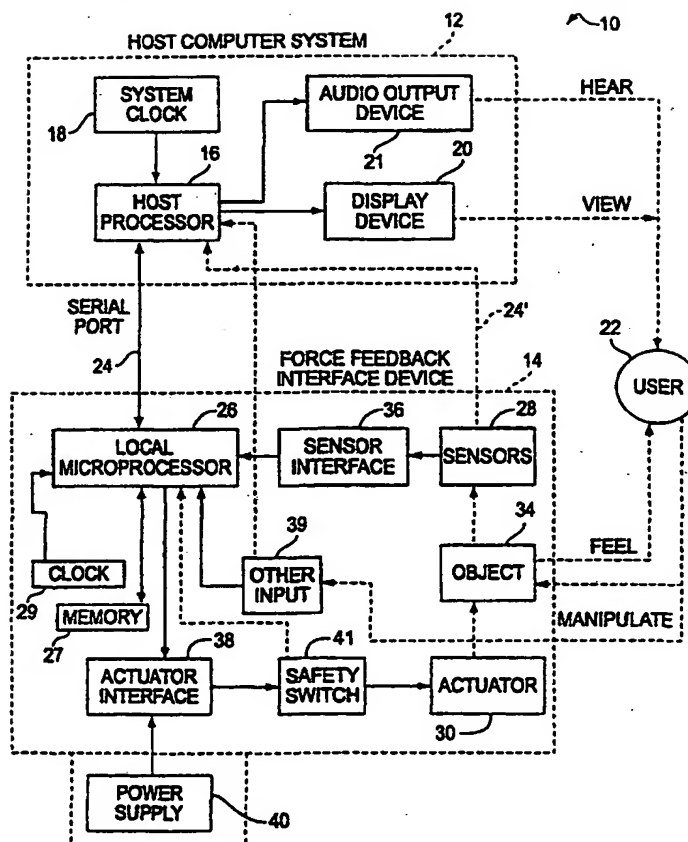 10
HOST COMPUTER SYSTEM
12
SYSTEM
CLOCK
18
AUDIO OUTPUT
DEVICE
21
HEAR
16
HOST
PROCESSOR
20
DISPLAY
DEVICE
VIEW
SERIAL
PORT
24
24'
FORCE FEEDBACK
INTERFACE DEVICE
14
22
USER
26
LOCAL
MICROPROCESSOR
36
SENSOR
INTERFACE
28
SENSORS
34
OBJECT
FEEL
39
OTHER
INPUT
CLOCK
29
MEMORY
27
MANIPULATE
38
ACTUATOR
INTERFACE
41
SAFETY
SWITCH
ACTUATOR
30
POWER
SUPPLY
40